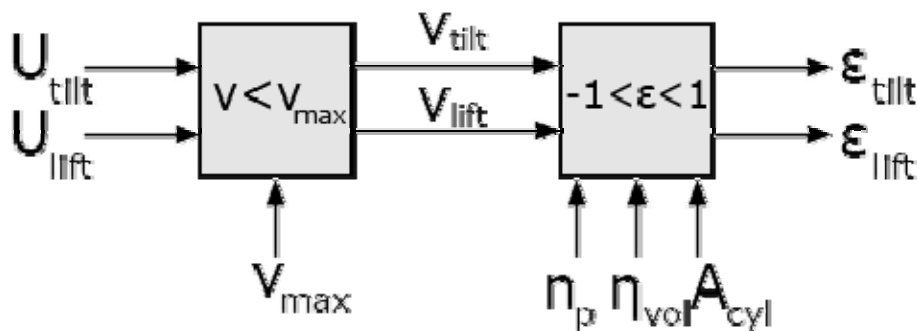 U_tilt
U_lift
v<v_max
v_max
v_tilt
v_lift
-1<ε<1
n_p η_vol A_cyl
ε_tilt
ε_lift